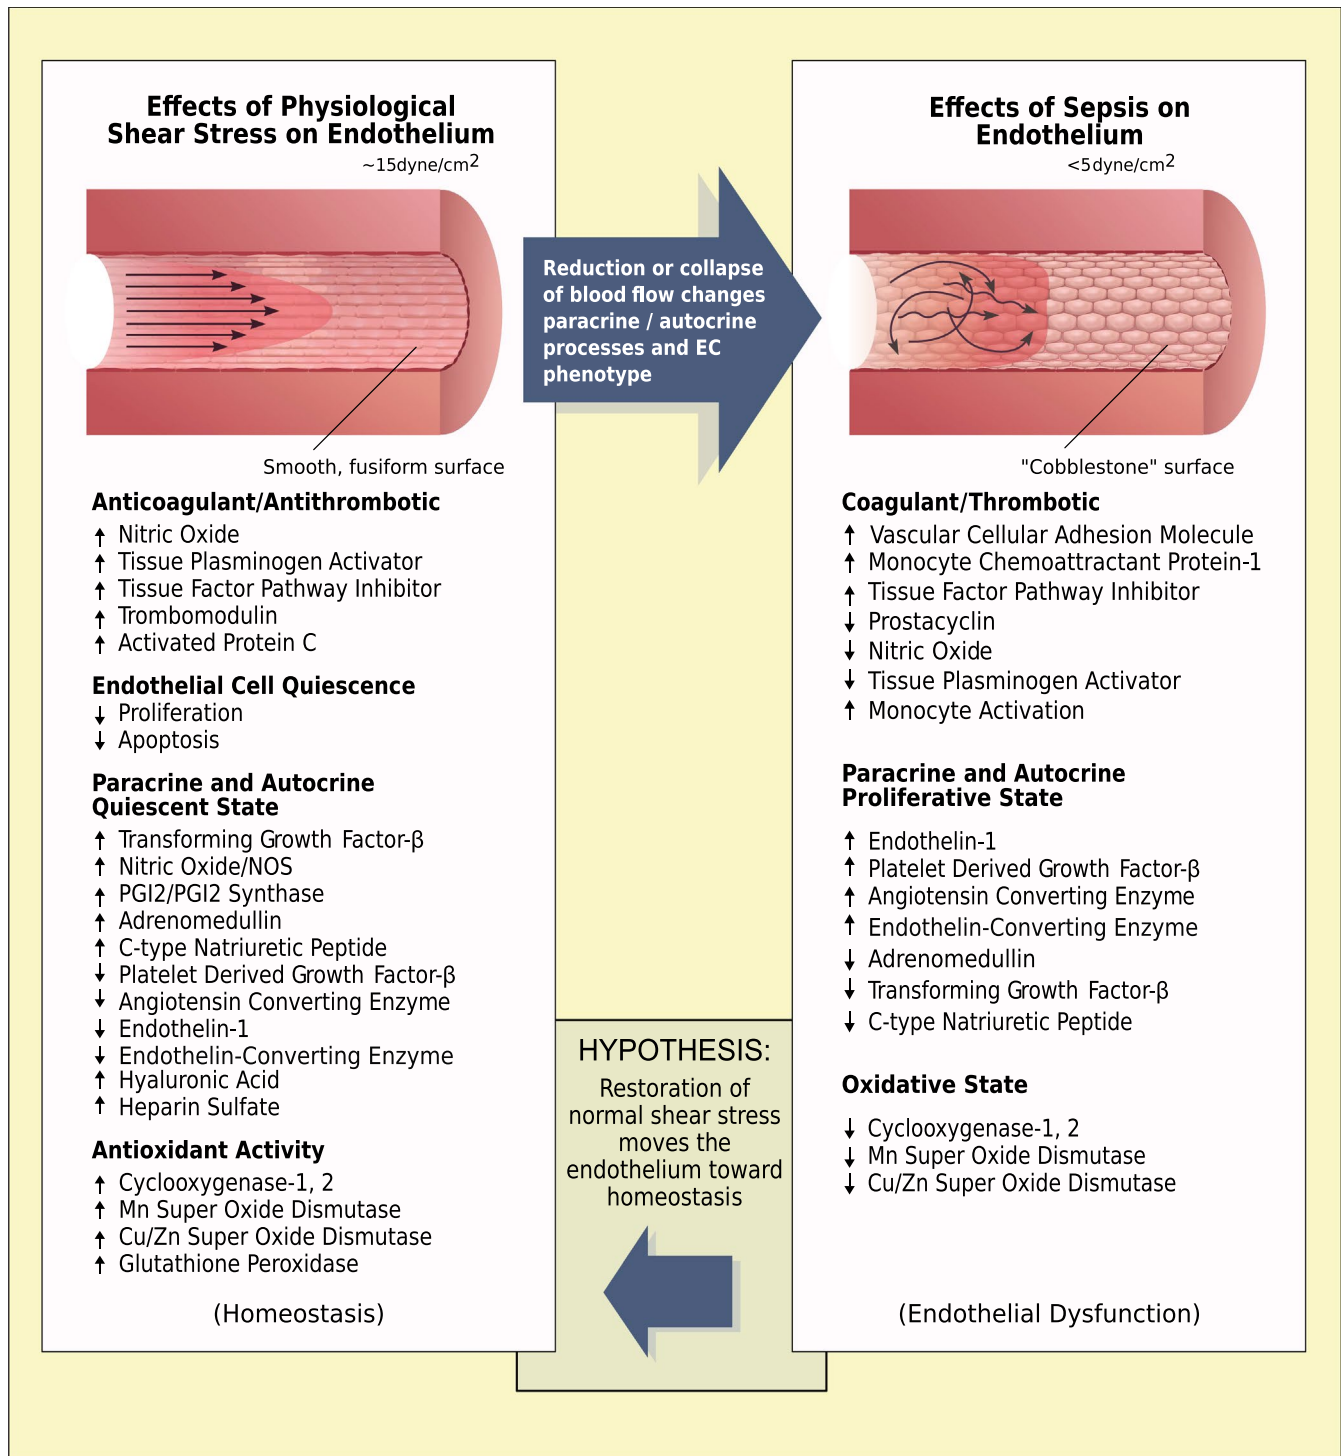 Effects of Physiological
Shear Stress on Endothelium
~15dyne/cm2
Smooth, fusiform surface
Anticoagulant/Antithrombotic
↑ Nitric Oxide
↑ Tissue Plasminogen Activator
↑ Tissue Factor Pathway Inhibitor
↑ Trombomodulin
↑ Activated Protein C
Endothelial Cell Quiescence
↓ Proliferation
↓ Apoptosis
Paracrine and Autocrine
Quiescent State
↑ Transforming Growth Factor-β
↑ Nitric Oxide/NOS
↑ PGI2/PGI2 Synthase
↑ Adrenomedullin
↑ C-type Natriuretic Peptide
↓ Platelet Derived Growth Factor-β
↓ Angiotensin Converting Enzyme
↓ Endothelin-1
↓ Endothelin-Converting Enzyme
↑ Hyaluronic Acid
↑ Heparin Sulfate
Antioxidant Activity
↑ Cyclooxygenase-1, 2
↑ Mn Super Oxide Dismutase
↑ Cu/Zn Super Oxide Dismutase
↑ Glutathione Peroxidase
(Homeostasis)
Reduction or collapse
of blood flow changes
paracrine / autocrine
processes and EC
phenotype
HYPOTHESIS:
Restoration of
normal shear stress
moves the
endothelium toward
homeostasis
Effects of Sepsis on
Endothelium
<5dyne/cm2
"Cobblestone" surface
Coagulant/Thrombotic
↑ Vascular Cellular Adhesion Molecule
↑ Monocyte Chemoattractant Protein-1
↑ Tissue Factor Pathway Inhibitor
↓ Prostacyclin
↓ Nitric Oxide
↓ Tissue Plasminogen Activator
↑ Monocyte Activation
Paracrine and Autocrine
Proliferative State
↑ Endothelin-1
↑ Platelet Derived Growth Factor-β
↑ Angiotensin Converting Enzyme
↑ Endothelin-Converting Enzyme
↓ Adrenomedullin
↓ Transforming Growth Factor-β
↓ C-type Natriuretic Peptide
Oxidative State
↓ Cyclooxygenase-1, 2
↓ Mn Super Oxide Dismutase
↓ Cu/Zn Super Oxide Dismutase
(Endothelial Dysfunction)